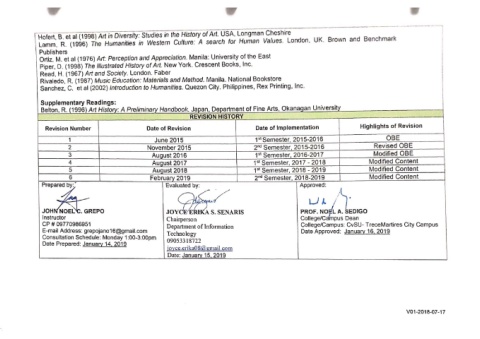 Hofert, B. et al (1996) Art in Diversity: Studies in the History of Art. USA, Longman Cheshire
Lamm, R. (1996) The Humanities in Western Culture: A search for Human Values. London, UK. Brown and Benchmark
Publishers
Ortiz, M. et al (1976) Art: Perception and Appreciation. Manila: University of the East
Piper, D. (1998) The Illustrated History of Art. New York. Crescent Books, Inc.
Read, H. (1967) Art and Society. London. Faber
Rivaledo, R. (1987) Music Education: Materials and Method. Manila, National Bookstore
Sanchez, C. et al (2002) Introduction to Humanities. Quezon City, Philippines, Rex Printing, Inc.
Supplementary Readings:
Belton, R. (1996) Art History: A Preliminary Handbook, Japan, Department of Fine Arts, Okanagan University
REVISION HISTORY
Revision Number Date of Revision Date of Implementation Highlights of Revision
1 June 2015 1st Semester, 2015-2016 OBE
2 November 2015 2nd Semester, 2015-2016 Revised OBE
3 August 2016 1st Semester, 2016-2017 Modified OBE
4 August 2017 1st Semester, 2017 - 2018 Modified Content
5 August 2018 1st Semester, 2018 - 2019 Modified Content
6 February 2019 2nd Semester, 2018-2019 Modified Content
Prepared by: Evaluated by: Approved:
JOHN NOEL C. GREPO JOYCE ERIKA S. SENARIS PROF. NOEL A. SEDIGO
Instructor Chairperson College/Campus Dean
CP # 09770986951 Department of Information College/Campus: CvSU- TreceMartires City Campus
E-mail Address: grepojano16@gmail.com Technology Date Approved: January 16, 2019
Consultation Schedule: Monday 1:00-3:00pm 09053318722
Date Prepared: January 14, 2019 joyce.erika08@gmail.com
Date: January 15, 2019
V01-2018-07-17